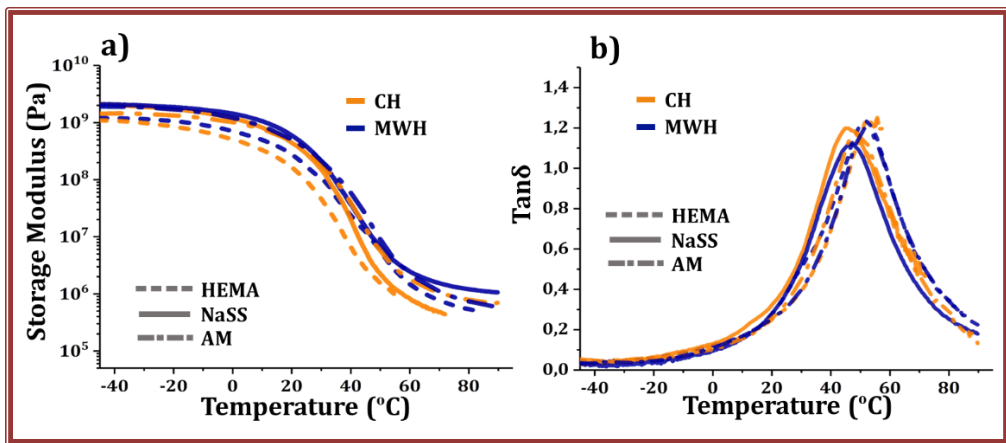 a)
Storage Modulus (Pa)
10¹⁰
10⁹
10⁸
10⁷
10⁶
10⁵
CH
MWH
HEMA
NaSS
AM
-40 -20 0 20 40 60 80
Temperature (ºC)
b)
Tanδ
1,4
1,2
1,0
0,8
0,6
0,4
0,2
0,0
CH
MWH
HEMA
NaSS
AM
-40 -20 0 20 40 60 80
Temperature (ºC)